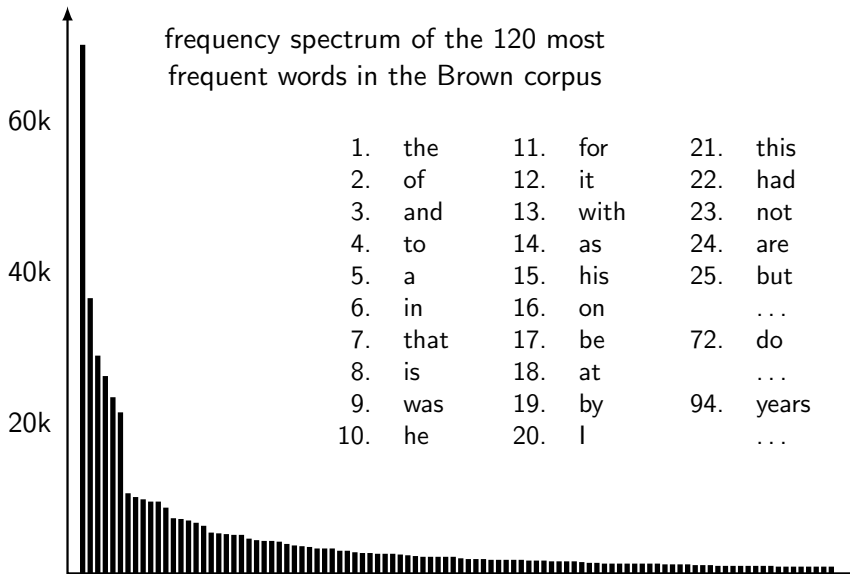 frequency spectrum of the 120 most
frequent words in the Brown corpus
60k
40k
20k
1. the 11. for 21. this
2. of 12. it 22. had
3. and 13. with 23. not
4. to 14. as 24. are
5. a 15. his 25. but
6. in 16. on ...
7. that 17. be 72. do
8. is 18. at ...
9. was 19. by 94. years
10. he 20. I ...